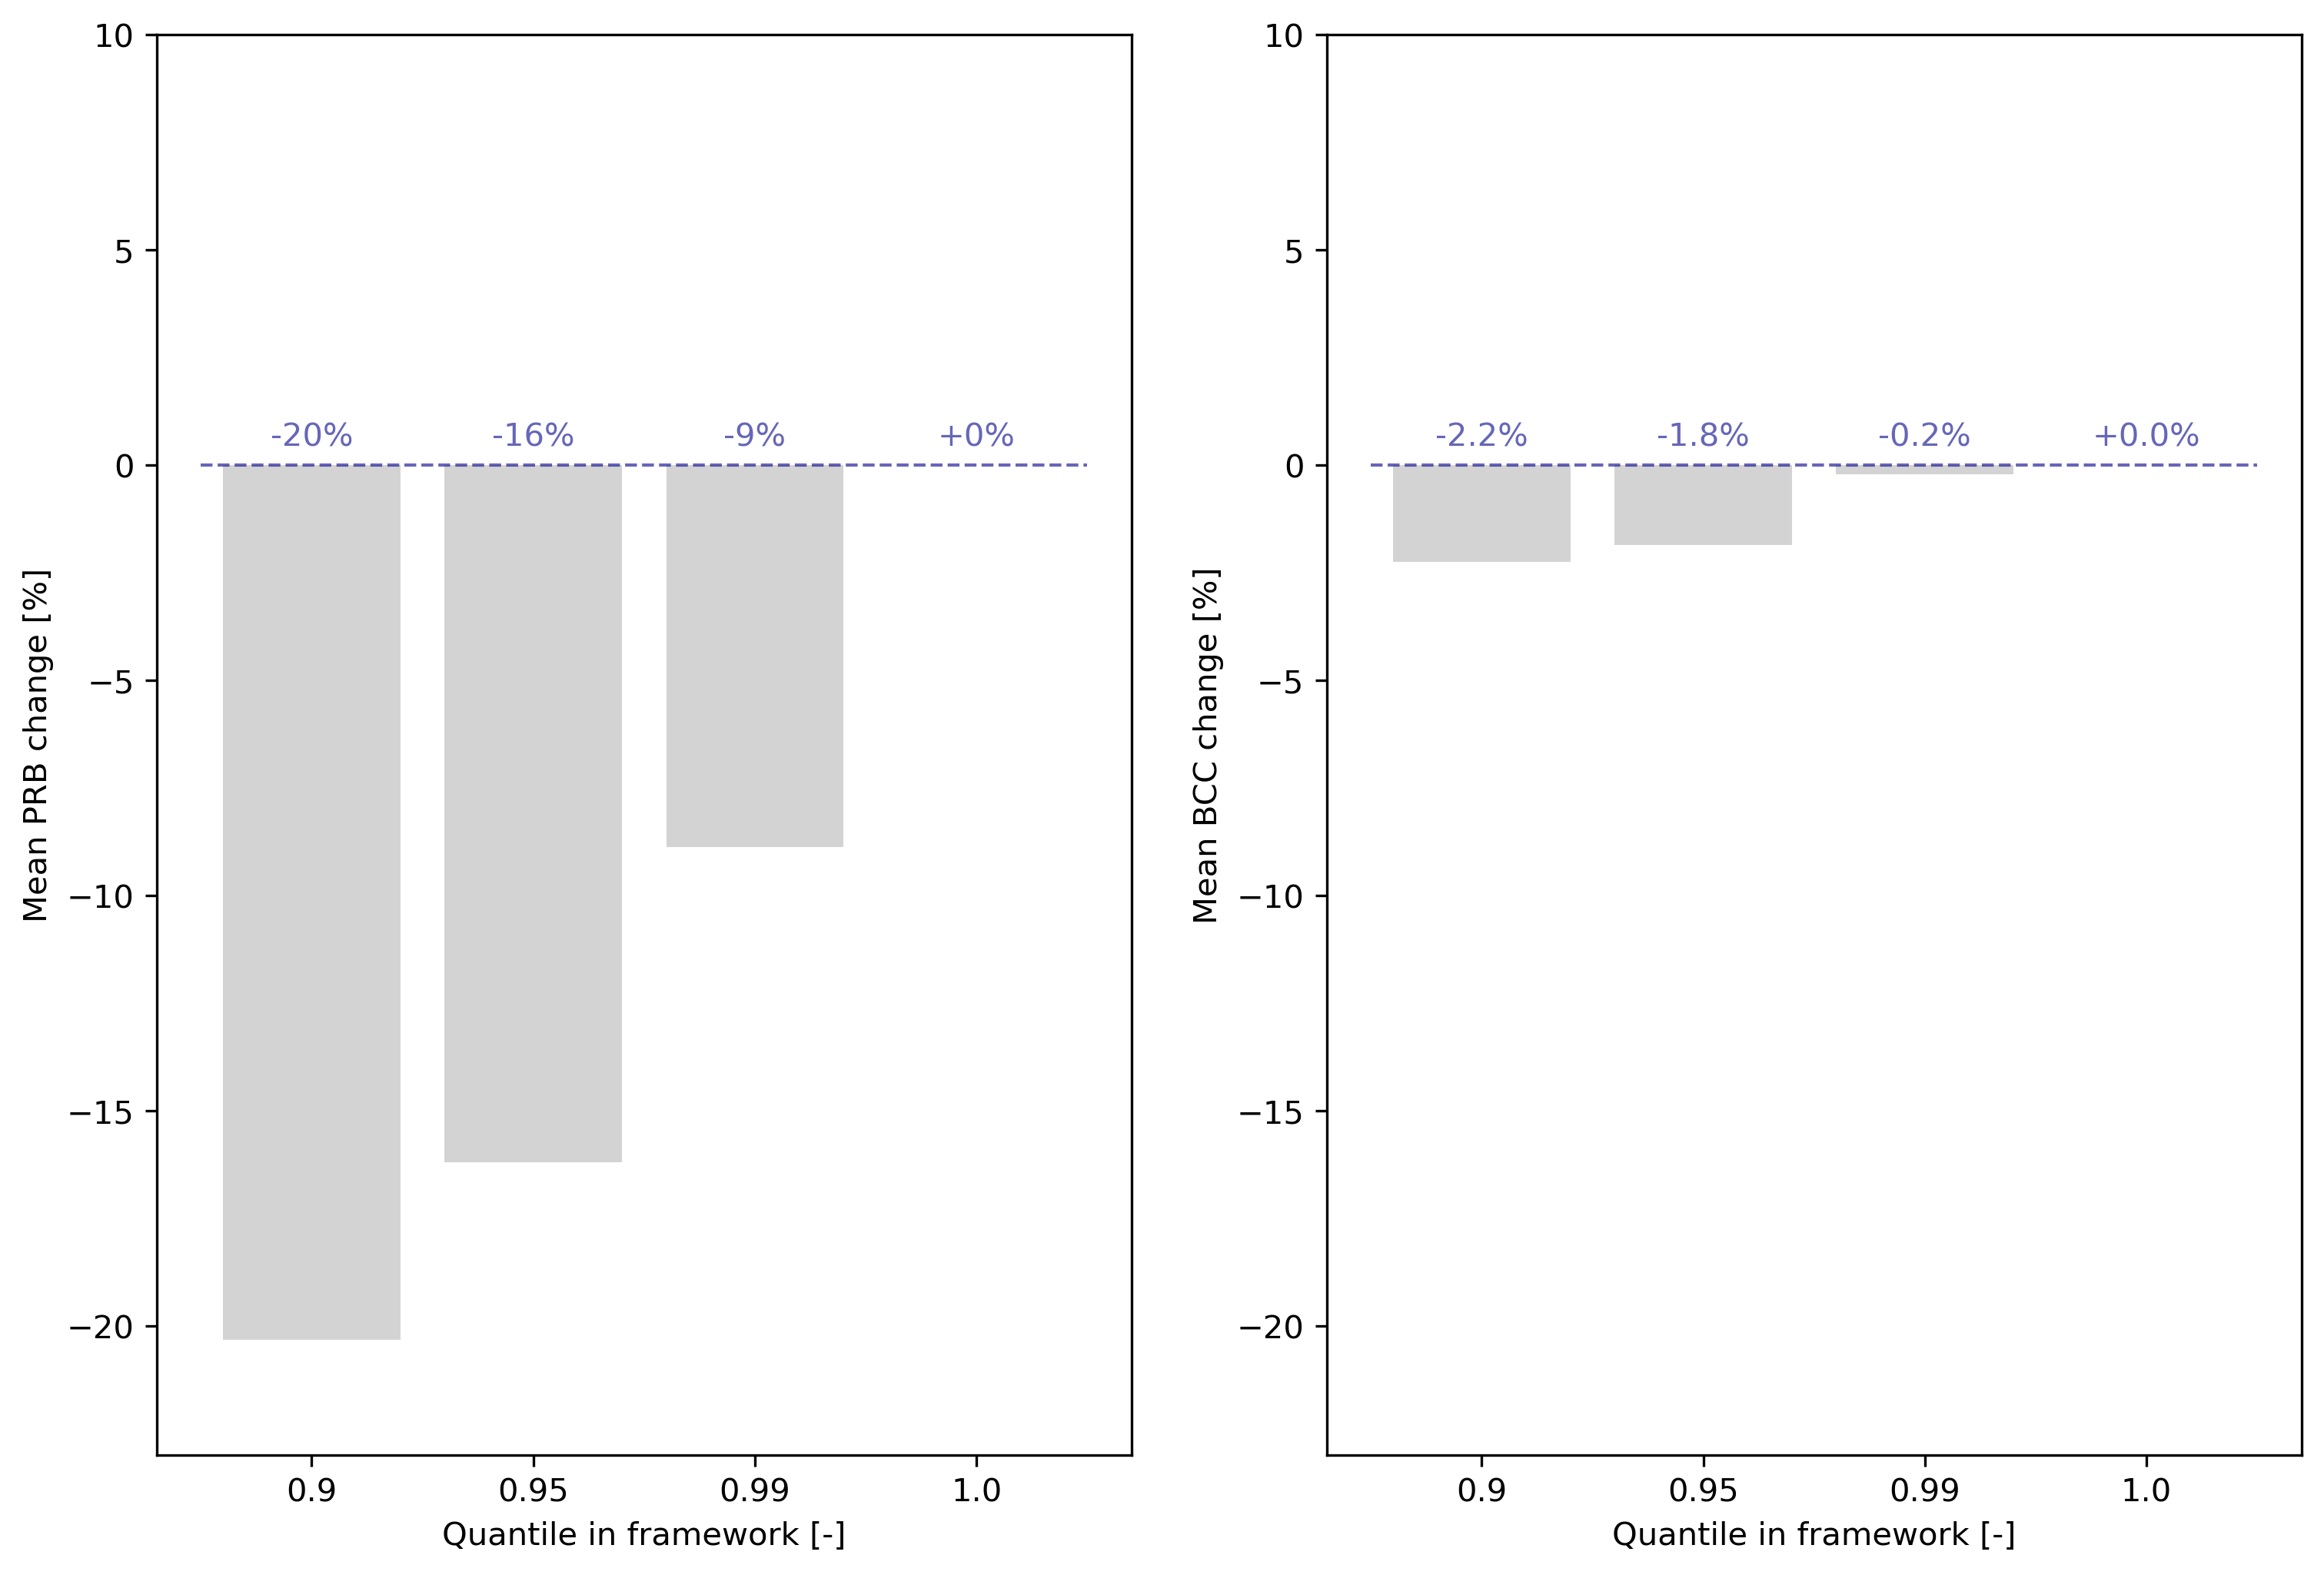 10
5
0
−5
−10
−15
−20
Mean PRB change [%]
-20% -16% -9% +0%
0.9 0.95 0.99 1.0
Quantile in framework [-]
10
5
0
−5
−10
−15
−20
Mean BCC change [%]
-2.2% -1.8% -0.2% +0.0%
0.9 0.95 0.99 1.0
Quantile in framework [-]